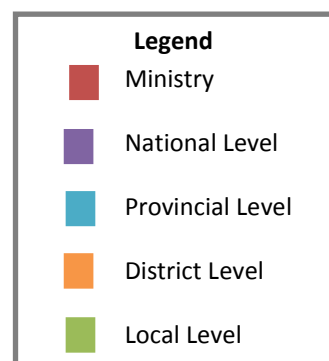 Legend
Ministry
National Level
Provincial Level
District Level
Local Level